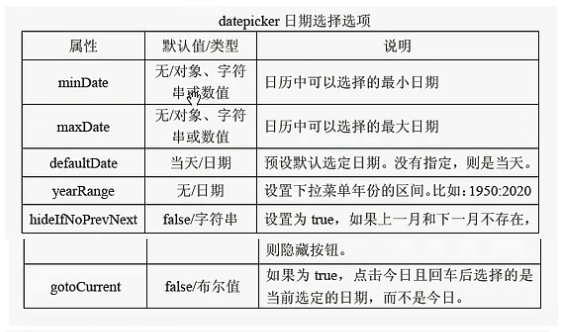 datepicker 日期选择选项
属性 默认值/类型 说明
minDate 无/对象、字符串或数值 日历中可以选择的最小日期
maxDate 无/对象、字符串或数值 日历中可以选择的最大日期
defaultDate 当天/日期 预设默认选定日期。没有指定，则是当天。
yearRange 无/日期 设置下拉菜单年份的区间。比如：1950:2020
hideIfNoPrevNext false/字符串 设置为 true，如果上一月和下一月不存在，
则隐藏按钮。
gotoCurrent false/布尔值 如果为 true，点击今日且回车后选择的是
当前选定的日期，而不是今日。